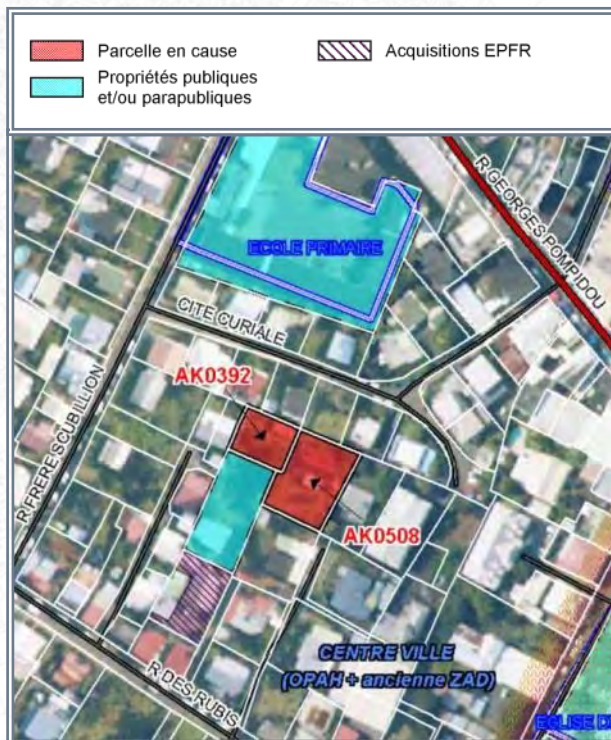 Parcelle en cause
Acquisitions EPFR
Propriétés publiques
et/ou parapubliques
R GEORGES POMPIDOU
ECOLE PRIMAIRE
CITE CURIALE
AK0392
R FRERE SCUBILLION
AK0508
CENTRE VILLE
(OPAH + ancienne ZAD)
R DES RUBIS
EGLISE